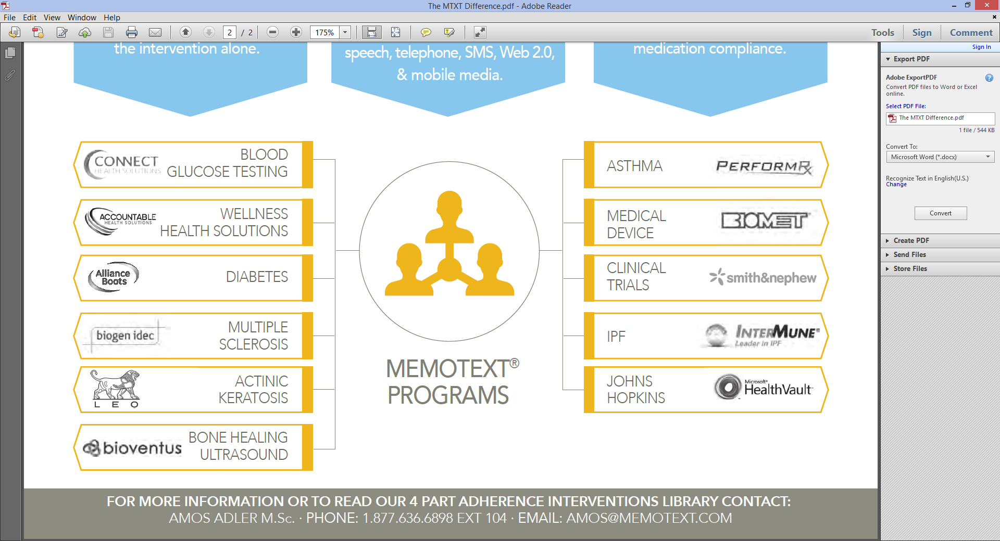 The MTXT Difference.pdf - Adobe Reader
File Edit View Window Help
2 / 2 175% Tools Sign Comment
Sign In
Export PDF
Adobe ExportPDF
Convert PDF files to Word or Excel
online.
Select PDF File:
The MTXT Difference.pdf
1 file / 544 KB
Convert To:
Microsoft Word (*.docx)
Recognize Text in English(U.S.)
Change
Convert
Create PDF
Send Files
Store Files
the intervention alone.
speech, telephone, SMS, Web 2.0,
& mobile media.
medication compliance.
CONNECT
HEALTH SOLUTIONS
BLOOD
GLUCOSE TESTING
ACCOUNTABLE
HEALTH SOLUTIONS
WELLNESS
HEALTH SOLUTIONS
Alliance
Boots
DIABETES
biogen idec
MULTIPLE
SCLEROSIS
LEO
ACTINIC
KERATOSIS
bioventus
BONE HEALING
ULTRASOUND
MEMOTEXT®
PROGRAMS
ASTHMA
PERFORMRx
MEDICAL
DEVICE
BIOMET
CLINICAL
TRIALS
smith&nephew
IPF
INTERMUNE®
Leader in IPF
JOHNS
HOPKINS
Microsoft®
HealthVault™
FOR MORE INFORMATION OR TO READ OUR 4 PART ADHERENCE INTERVENTIONS LIBRARY CONTACT:
AMOS ADLER M.Sc. · PHONE: 1.877.636.6898 EXT 104 · EMAIL: AMOS@MEMOTEXT.COM